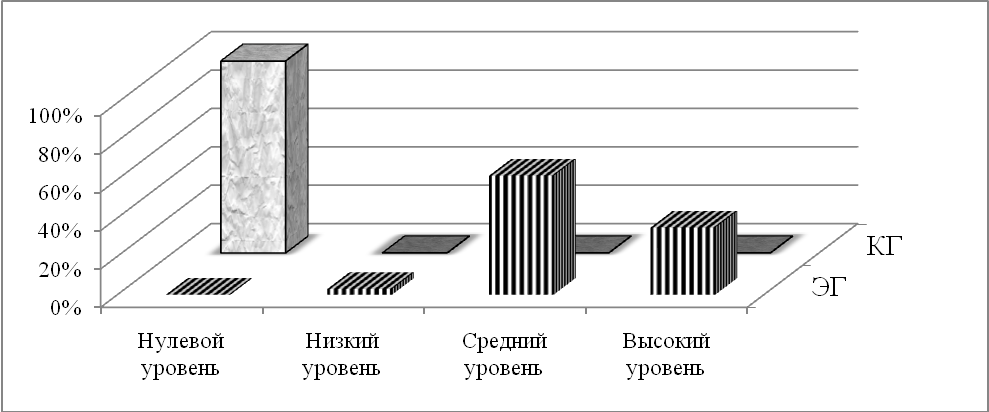 100%
80%
60%
40%
20%
0%
КГ
ЭГ
Нулевой уровень
Низкий уровень
Средний уровень
Высокий уровень